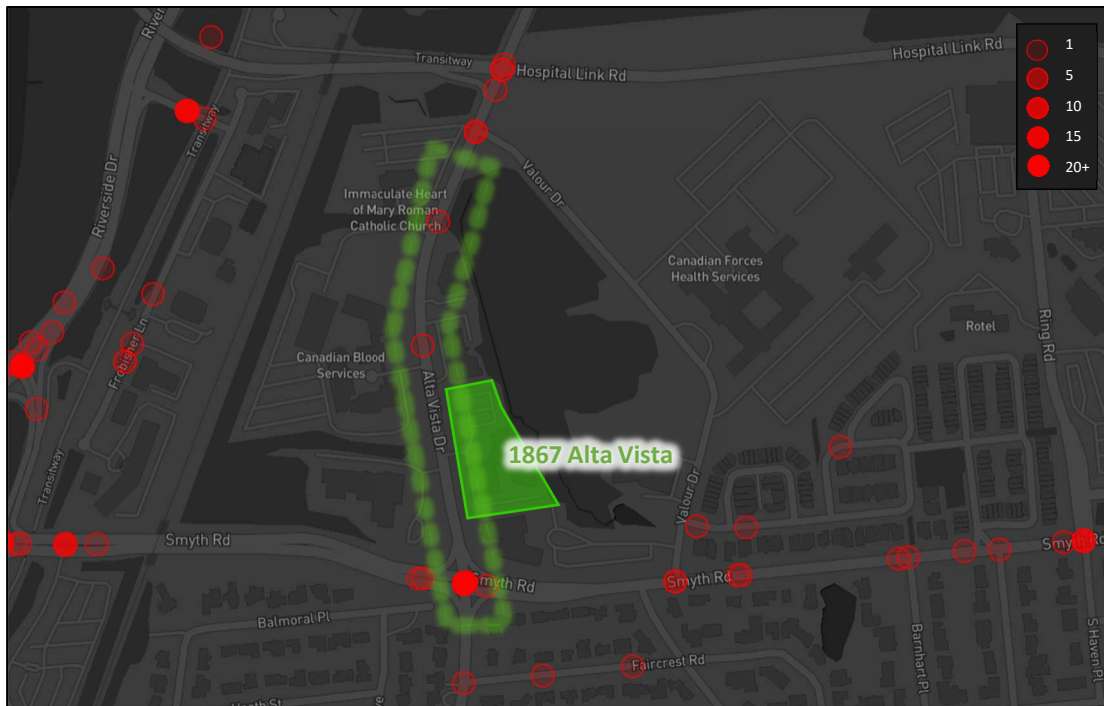 River
Transitway
Hospital Link Rd
Hospital Link Rd
1
5
10
15
20+
Transitway
Riverside Dr
Valour Dr
Immaculate Heart
of Mary Roman
Catholic Church
Canadian Forces
Health Services
Rotel
Ring Rd
Frobisher Ln
Canadian Blood
Services
Alta Vista Dr
1867 Alta Vista
Transitway
Valour Dr
Smyth Rd
Smyth Rd
Smyth Rd
Smyth Rd
Balmoral Pl
Barnhart Pl
S Haven Pl
Faircrest Rd
Heath St